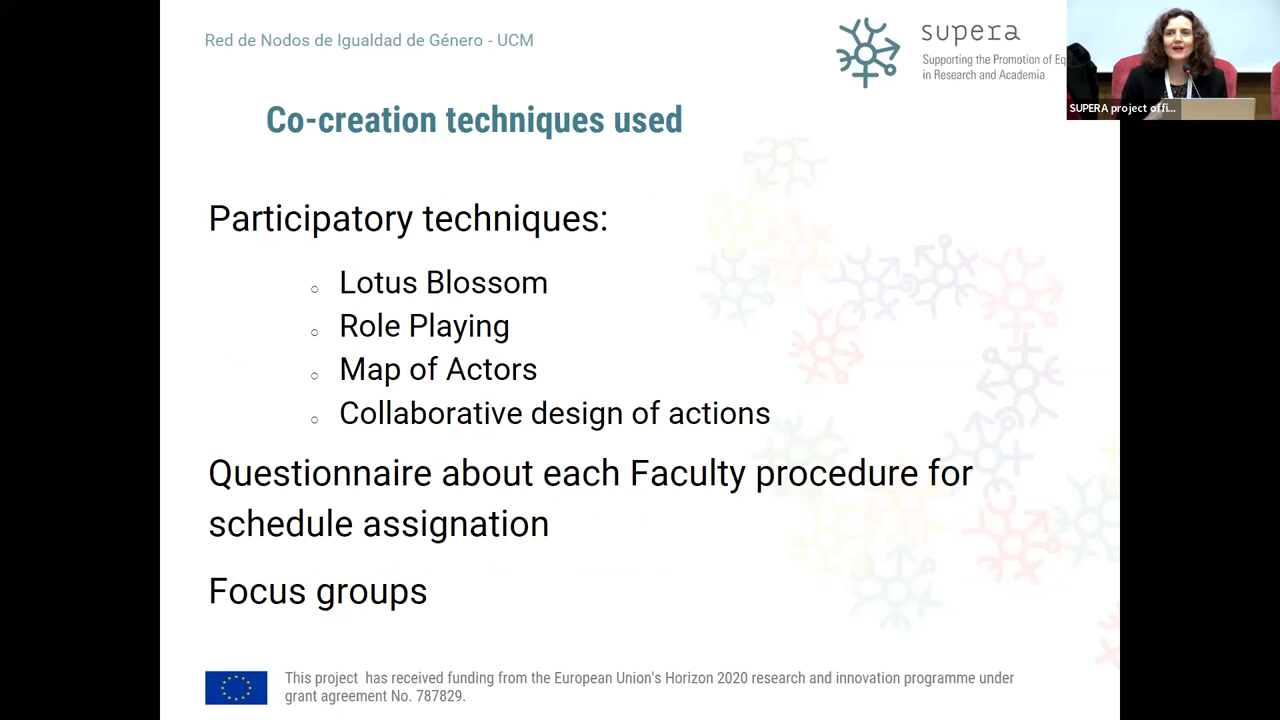 Red de Nodos de Igualdad de Género - UCM
supera
Supporting the Promotion of Eq
in Research and Academia
SUPERA project offi...
Co-creation techniques used
Participatory techniques:
Lotus Blossom
Role Playing
Map of Actors
Collaborative design of actions
Questionnaire about each Faculty procedure for
schedule assignation
Focus groups
This project has received funding from the European Union's Horizon 2020 research and innovation programme under
grant agreement No. 787829.